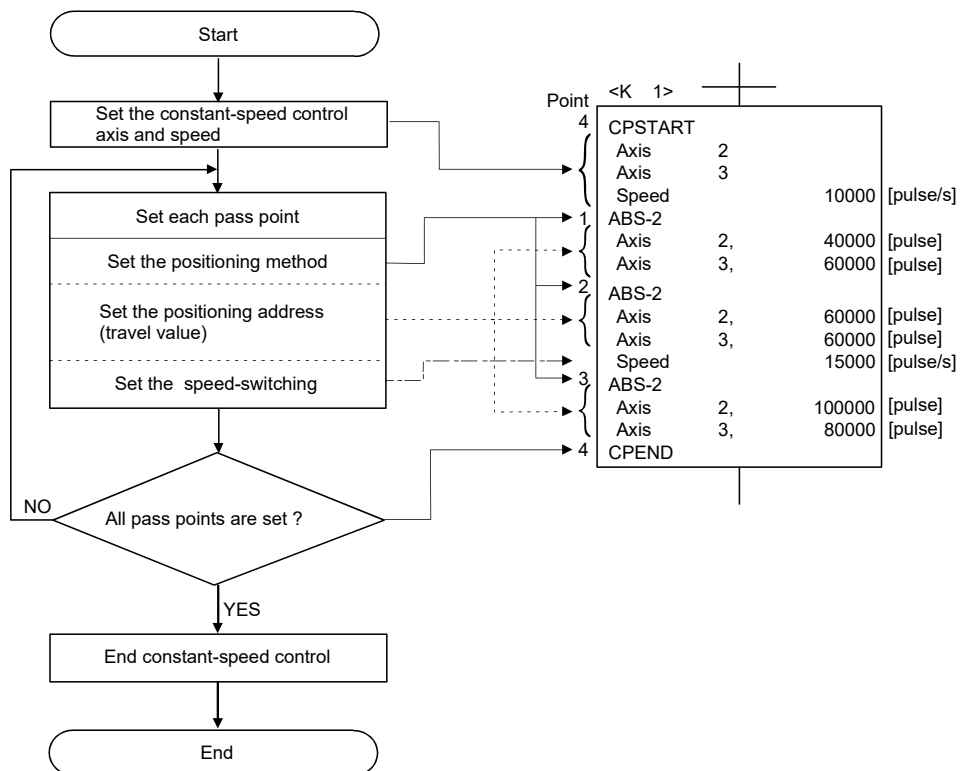 Start
Set the constant-speed control
axis and speed
Set each pass point
Set the positioning method
Set the positioning address
(travel value)
Set the speed-switching
NO
All pass points are set ?
YES
End constant-speed control
End
<K 1>
Point
4 CPSTART
Axis 2
Axis 3
Speed 10000 [pulse/s]
1 ABS-2
Axis 2, 40000 [pulse]
Axis 3, 60000 [pulse]
2 ABS-2
Axis 2, 60000 [pulse]
Axis 3, 60000 [pulse]
Speed 15000 [pulse/s]
3 ABS-2
Axis 2, 100000 [pulse]
Axis 3, 80000 [pulse]
4 CPEND